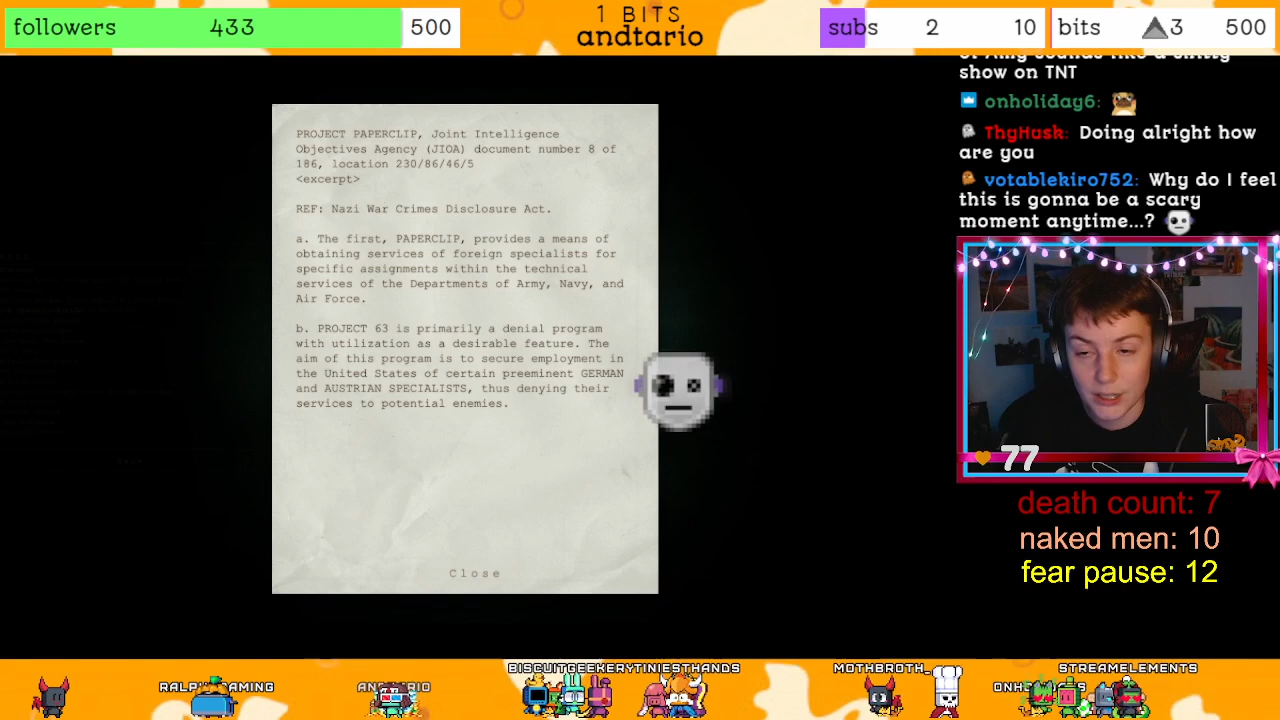 followers 433 500
1 BITS
andtario
subs 2 10
bits 3 500
show on TNT
onholiday6:
ThyHusk: Doing alright how
are you
votablekiro752: Why do I feel
this is gonna be a scary
moment anytime...?
PROJECT PAPERCLIP, Joint Intelligence
Objectives Agency (JIOA) document number 8 of
186, location 230/86/46/5
<excerpt>
REF: Nazi War Crimes Disclosure Act.
a. The first, PAPERCLIP, provides a means of
obtaining services of foreign specialists for
specific assignments within the technical
services of the Departments of Army, Navy, and
Air Force.
b. PROJECT 63 is primarily a denial program
with utilization as a desirable feature. The
aim of this program is to secure employment in
the United States of certain preeminent GERMAN
and AUSTRIAN SPECIALISTS, thus denying their
services to potential enemies.
Close
77
death count: 7
naked men: 10
fear pause: 12
MOTHBROTH
STREAMELEMENTS